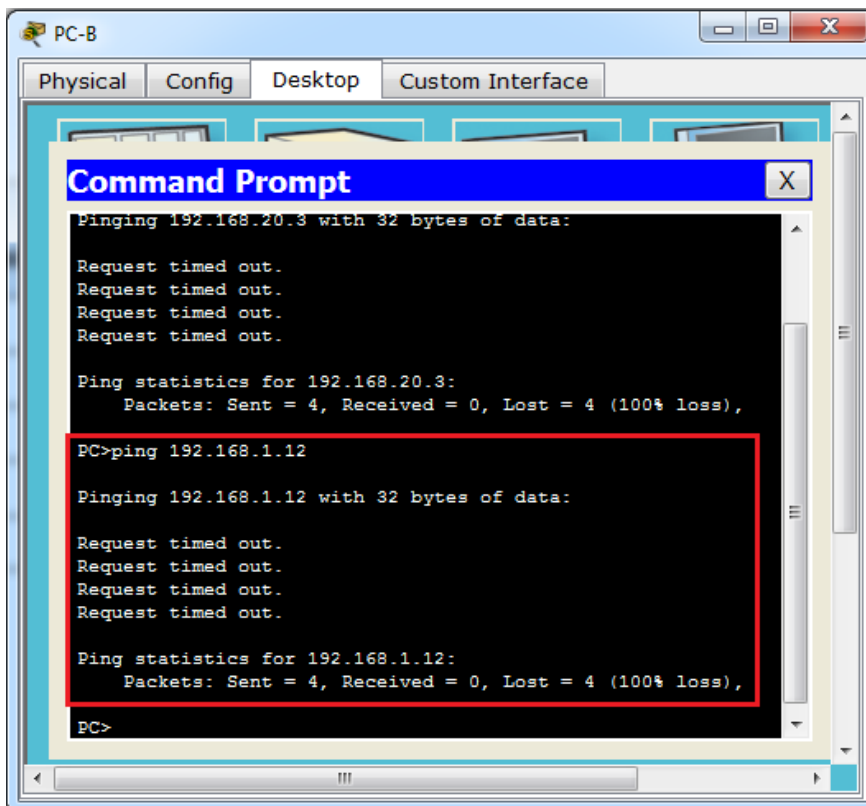 PC-B
Physical Config Desktop Custom Interface
Command Prompt
X
Pinging 192.168.20.3 with 32 bytes of data:
Request timed out.
Request timed out.
Request timed out.
Request timed out.
Ping statistics for 192.168.20.3:
Packets: Sent = 4, Received = 0, Lost = 4 (100% loss),
PC>ping 192.168.1.12
Pinging 192.168.1.12 with 32 bytes of data:
Request timed out.
Request timed out.
Request timed out.
Request timed out.
Ping statistics for 192.168.1.12:
Packets: Sent = 4, Received = 0, Lost = 4 (100% loss),
PC>